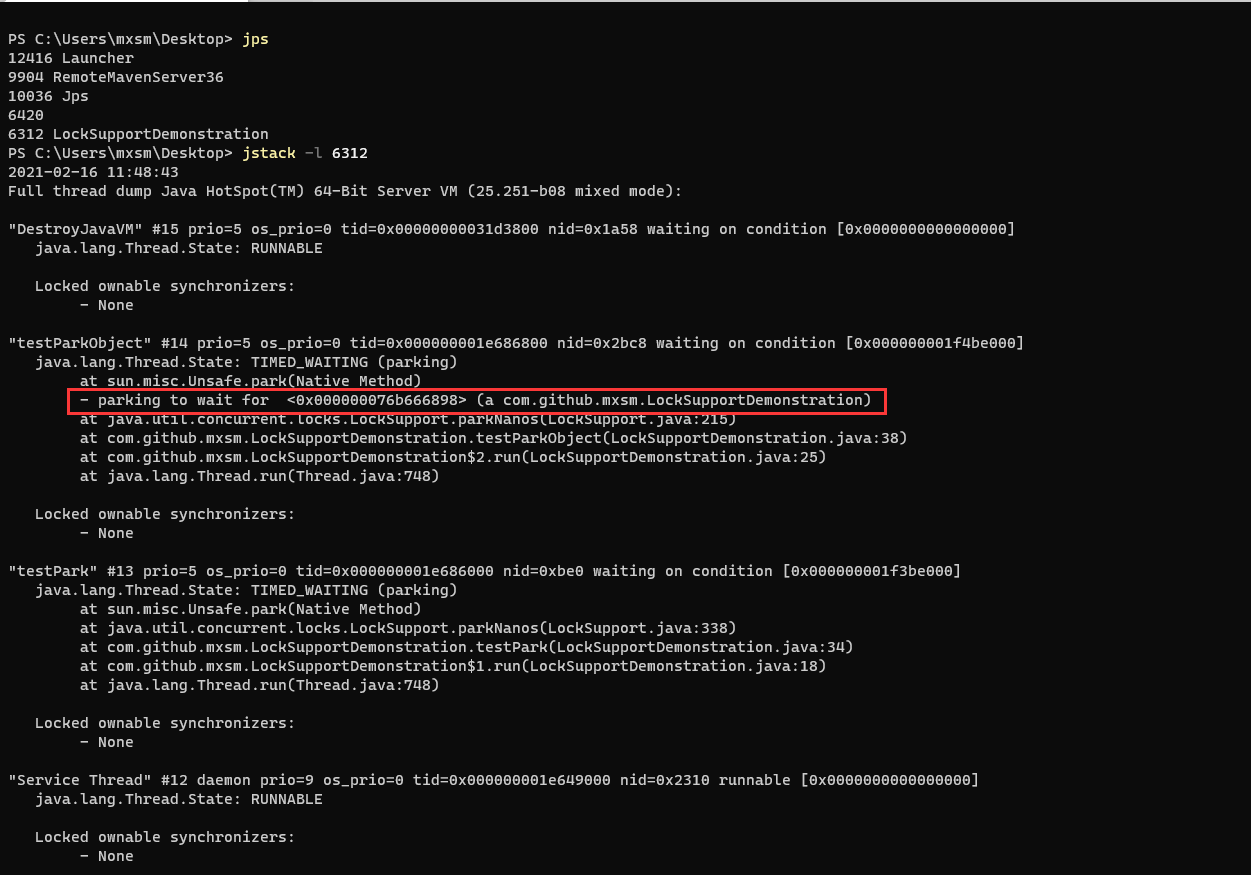 PS C:\Users\mxsm\Desktop> jps
12416 Launcher
9904 RemoteMavenServer36
10036 Jps
6420
6312 LockSupportDemonstration
PS C:\Users\mxsm\Desktop> jstack -l 6312
2021-02-16 11:48:43
Full thread dump Java HotSpot(TM) 64-Bit Server VM (25.251-b08 mixed mode):
"DestroyJavaVM" #15 prio=5 os_prio=0 tid=0x00000000031d3800 nid=0x1a58 waiting on condition [0x0000000000000000]
java.lang.Thread.State: RUNNABLE
Locked ownable synchronizers:
- None
"testParkObject" #14 prio=5 os_prio=0 tid=0x000000001e686800 nid=0x2bc8 waiting on condition [0x000000001f4be000]
java.lang.Thread.State: TIMED_WAITING (parking)
at sun.misc.Unsafe.park(Native Method)
- parking to wait for  <0x000000076b666898> (a com.github.mxsm.LockSupportDemonstration)
at java.util.concurrent.locks.LockSupport.parkNanos(LockSupport.java:215)
at com.github.mxsm.LockSupportDemonstration.testParkObject(LockSupportDemonstration.java:38)
at com.github.mxsm.LockSupportDemonstration$2.run(LockSupportDemonstration.java:25)
at java.lang.Thread.run(Thread.java:748)
Locked ownable synchronizers:
- None
"testPark" #13 prio=5 os_prio=0 tid=0x000000001e686000 nid=0xbe0 waiting on condition [0x000000001f3be000]
java.lang.Thread.State: TIMED_WAITING (parking)
at sun.misc.Unsafe.park(Native Method)
at java.util.concurrent.locks.LockSupport.parkNanos(LockSupport.java:338)
at com.github.mxsm.LockSupportDemonstration.testPark(LockSupportDemonstration.java:34)
at com.github.mxsm.LockSupportDemonstration$1.run(LockSupportDemonstration.java:18)
at java.lang.Thread.run(Thread.java:748)
Locked ownable synchronizers:
- None
"Service Thread" #12 daemon prio=9 os_prio=0 tid=0x000000001e649000 nid=0x2310 runnable [0x0000000000000000]
java.lang.Thread.State: RUNNABLE
Locked ownable synchronizers:
- None